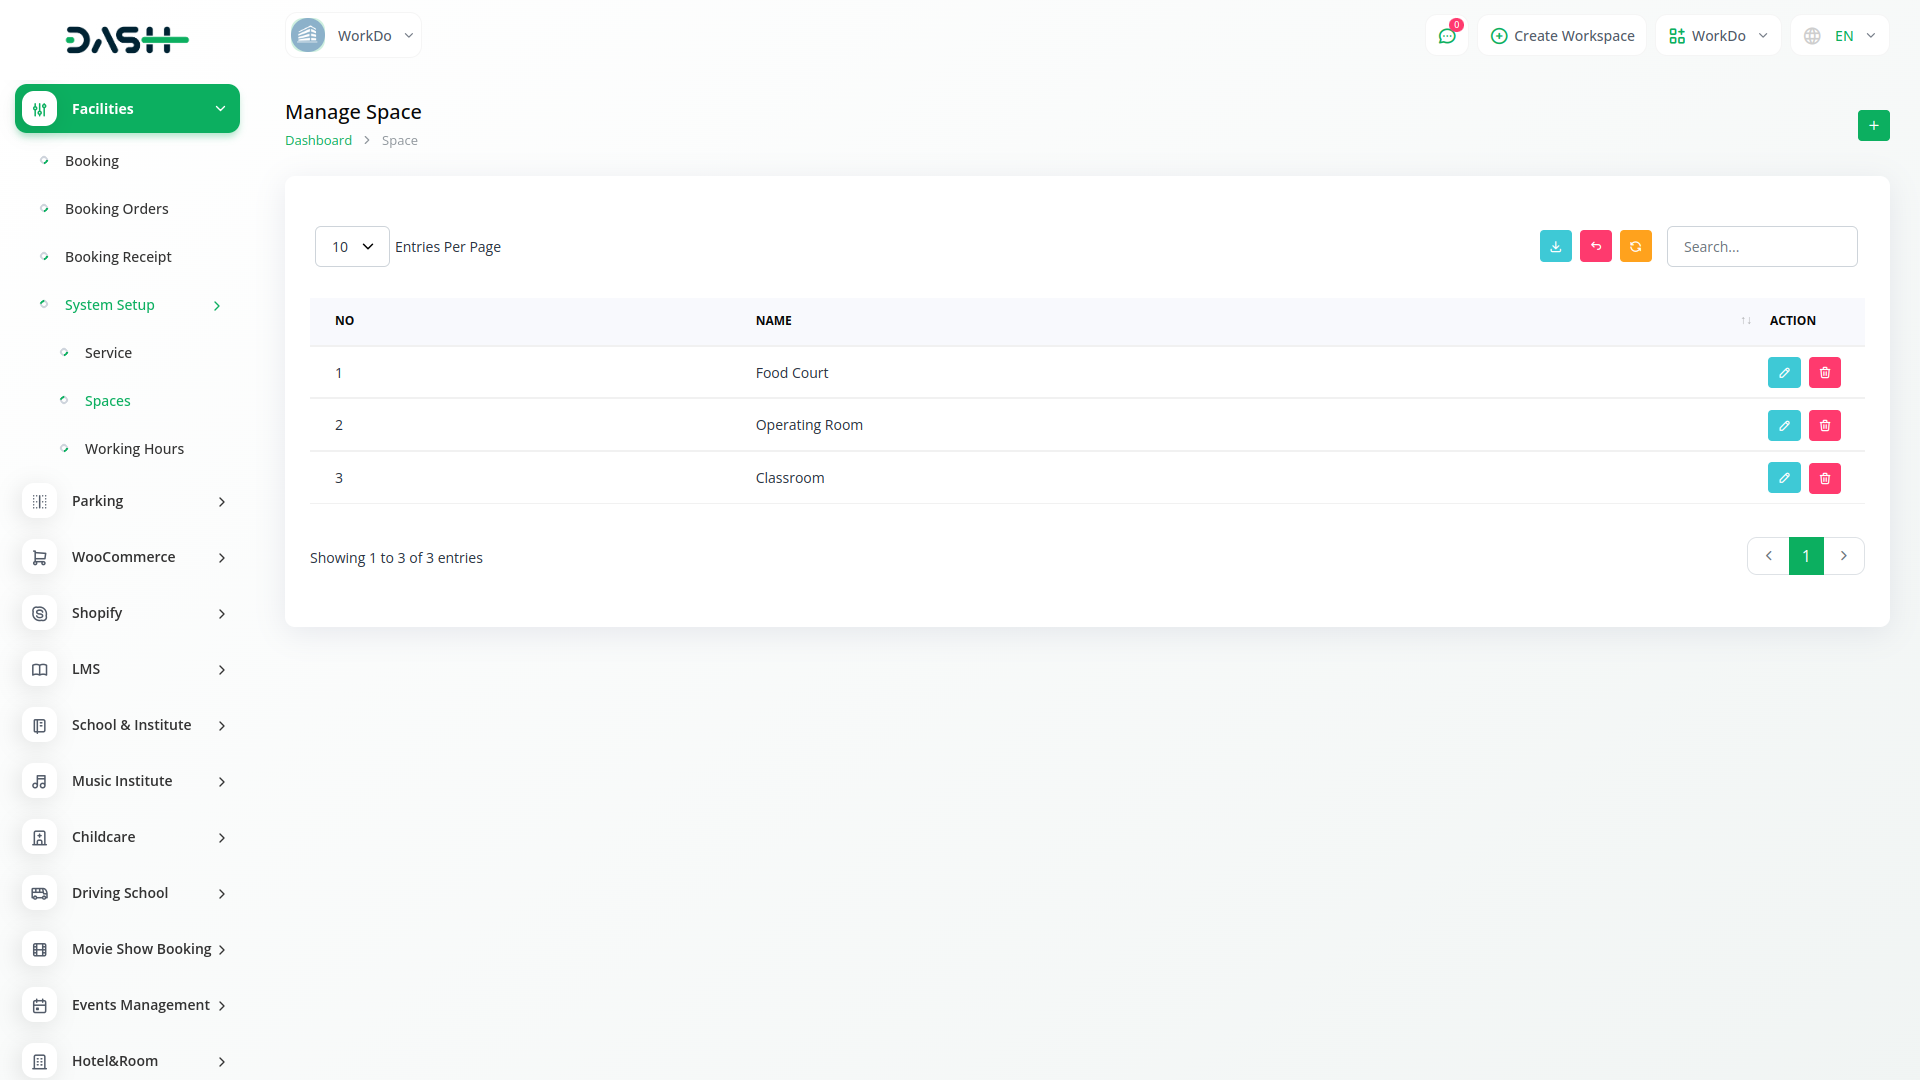 DASH
WorkDo
0
Create Workspace
WorkDo
EN
Facilities
Booking
Booking Orders
Booking Receipt
System Setup
Service
Spaces
Working Hours
Parking
WooCommerce
Shopify
LMS
School & Institute
Music Institute
Childcare
Driving School
Movie Show Booking
Events Management
Hotel&Room
Manage Space
Dashboard > Space
10 Entries Per Page
Search...
NO NAME ACTION
1 Food Court
2 Operating Room
3 Classroom
Showing 1 to 3 of 3 entries
1